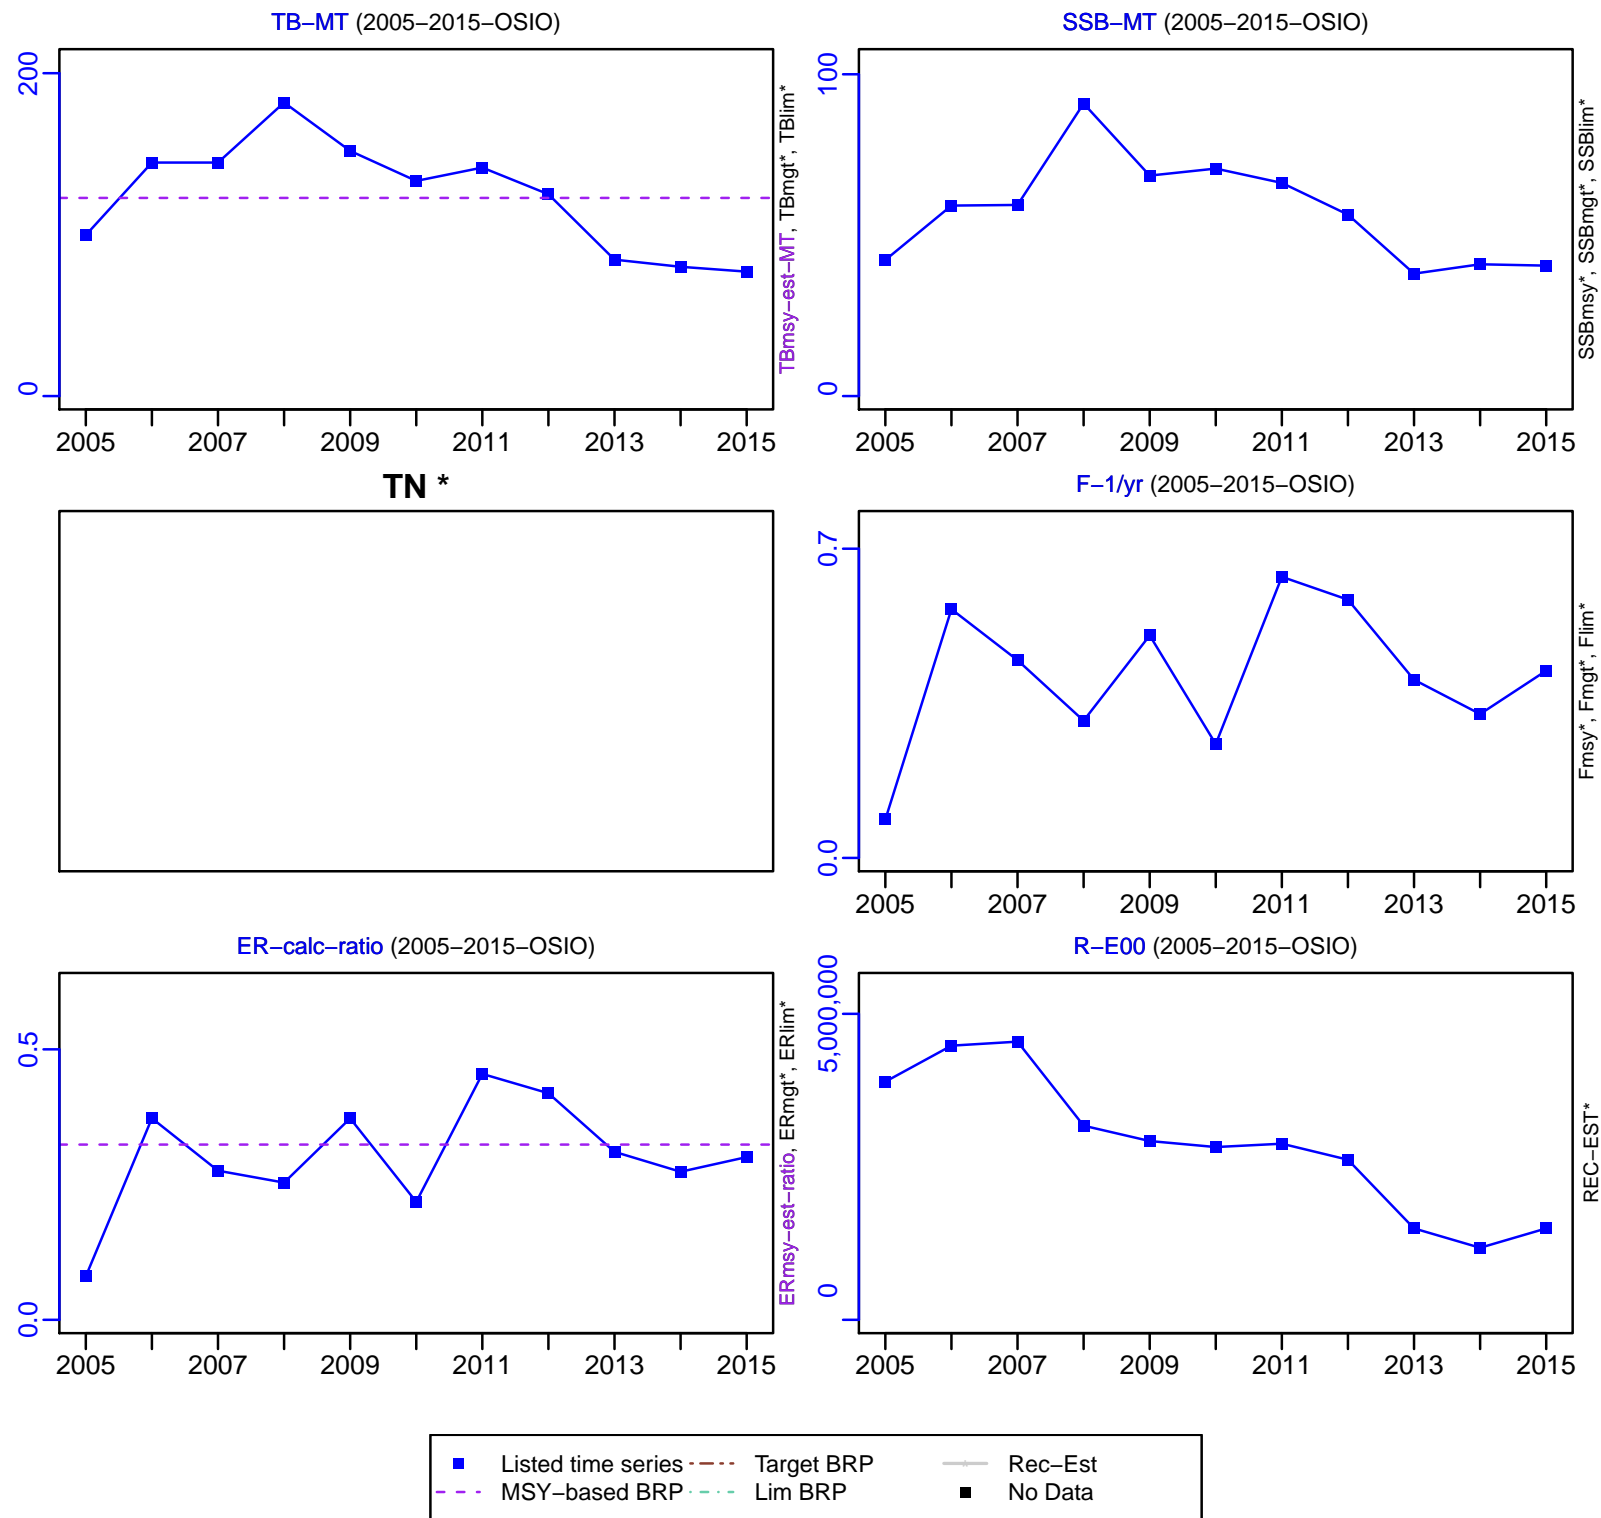 TB−MT (2005−2015−OSIO)
200
0
2005 2007 2009 2011 2013 2015
TBmsy−est−MT, TBmgt*, TBlim*
SSB−MT (2005−2015−OSIO)
100
0
2005 2007 2009 2011 2013 2015
SSBmsy*, SSBmgt*, SSBlim*
TN *
F−1/yr (2005−2015−OSIO)
0.7
0.0
2005 2007 2009 2011 2013 2015
Fmsy*, Fmgt*, Flim*
ER−calc−ratio (2005−2015−OSIO)
0.5
0.0
2005 2007 2009 2011 2013 2015
ERmsy−est−ratio, ERmgt*, ERlim*
R−E00 (2005−2015−OSIO)
5,000,000
0
2005 2007 2009 2011 2013 2015
REC−EST*
Listed time series Target BRP Rec−Est
MSY−based BRP Lim BRP No Data